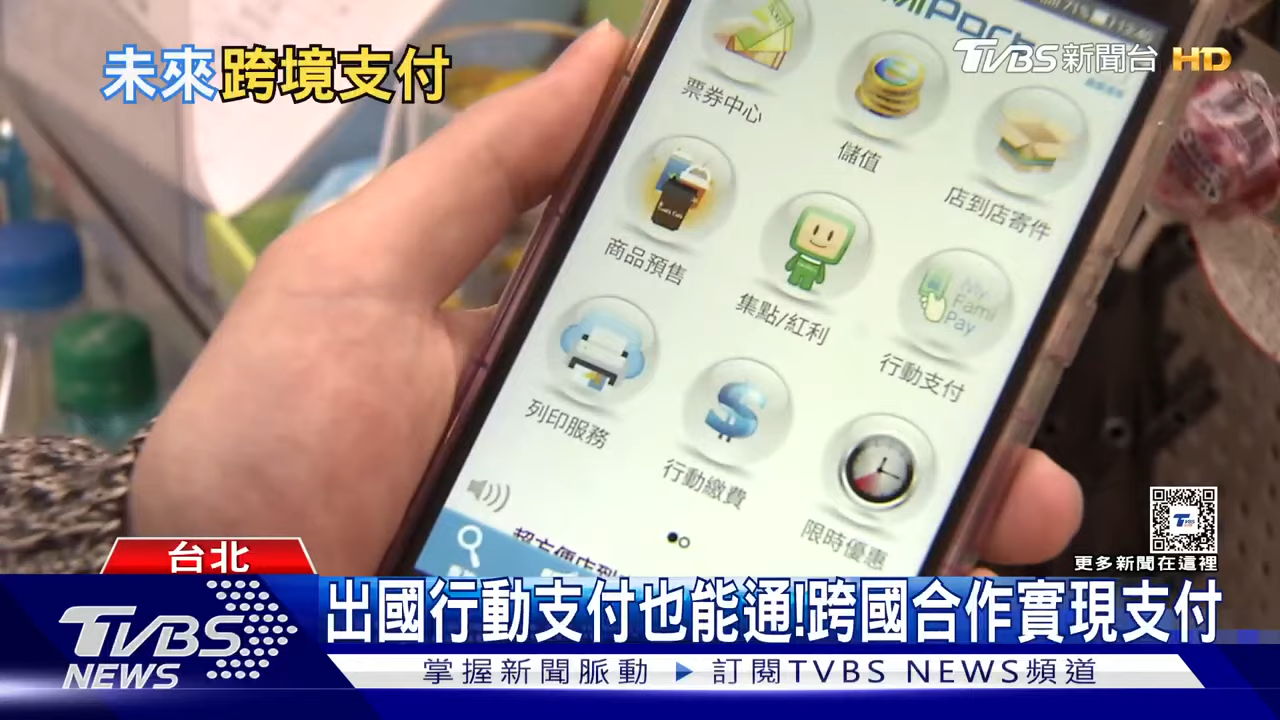 未來跨境支付
TVBS新聞台 HD
71%
票券中心
儲值
店到店寄件
商品預售
集點/紅利
My Fami Pay
行動支付
列印服務
行動繳費
限時優惠
更多新聞在這裡
台北
出國行動支付也能通!跨國合作實現支付
TVBS NEWS
掌握新聞脈動 ▶ 訂閱TVBS NEWS頻道